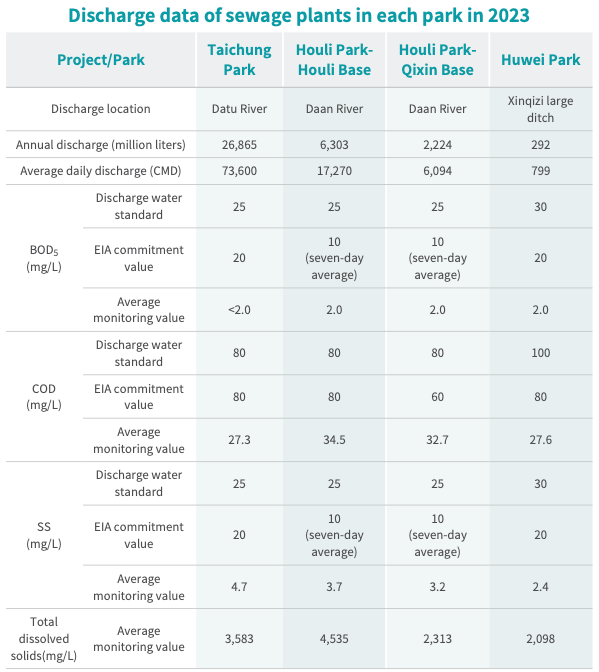 Discharge data of sewage plants in each park in 2023
Project/Park
Taichung
Park
Houli Park-
Houli Base
Houli Park-
Qixin Base
Huwei Park
Discharge location
Datu River
Daan River
Daan River
Xinqizi large
ditch
Annual discharge (million liters)
26,865
6,303
2,224
292
Average daily discharge (CMD)
73,600
17,270
6,094
799
BOD₅
(mg/L)
Discharge water
standard
25
25
25
30
EIA commitment
value
20
10
(seven-day
average)
10
(seven-day
average)
20
Average
monitoring value
<2.0
2.0
2.0
2.0
COD
(mg/L)
Discharge water
standard
80
80
80
100
EIA commitment
value
80
80
60
80
Average
monitoring value
27.3
34.5
32.7
27.6
SS
(mg/L)
Discharge water
standard
25
25
25
30
EIA commitment
value
20
10
(seven-day
average)
10
(seven-day
average)
20
Average
monitoring value
4.7
3.7
3.2
2.4
Total
dissolved
solids(mg/L)
Average
monitoring value
3,583
4,535
2,313
2,098